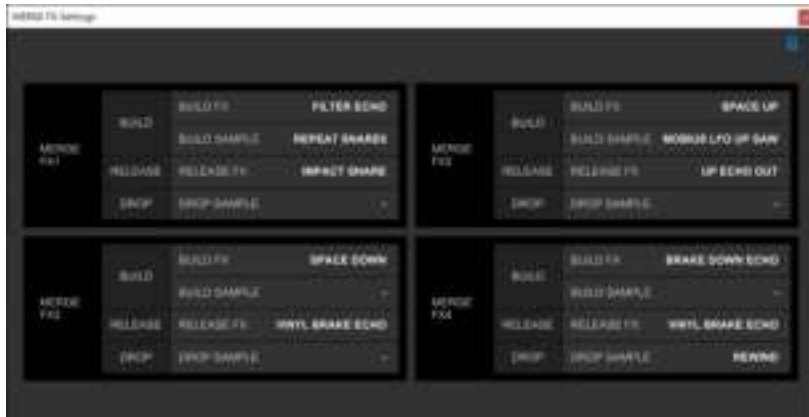 MERGE FX Settings
MERGE FX1
BUILD
BUILD FX FILTER ECHO
BUILD SAMPLE REPEAT SNARES
RELEASE RELEASE FX IMPACT SNARE
DROP DROP SAMPLE -
MERGE
BUILD
BUILD FX SPACE UP
BUILD SAMPLE MOBIUS LFO UP SAW
RELEASE RELEASE FX UP ECHO OUT
DROP DROP SAMPLE -
MERGE
BUILD
BUILD FX SPACE DOWN
BUILD SAMPLE -
RELEASE RELEASE FX VINYL BRAKE ECHO
DROP DROP SAMPLE -
MERGE FX4
BUILD
BUILD FX BRAKE DOWN ECHO
BUILD SAMPLE -
RELEASE RELEASE FX VINYL BRAKE ECHO
DROP DROP SAMPLE REWIND